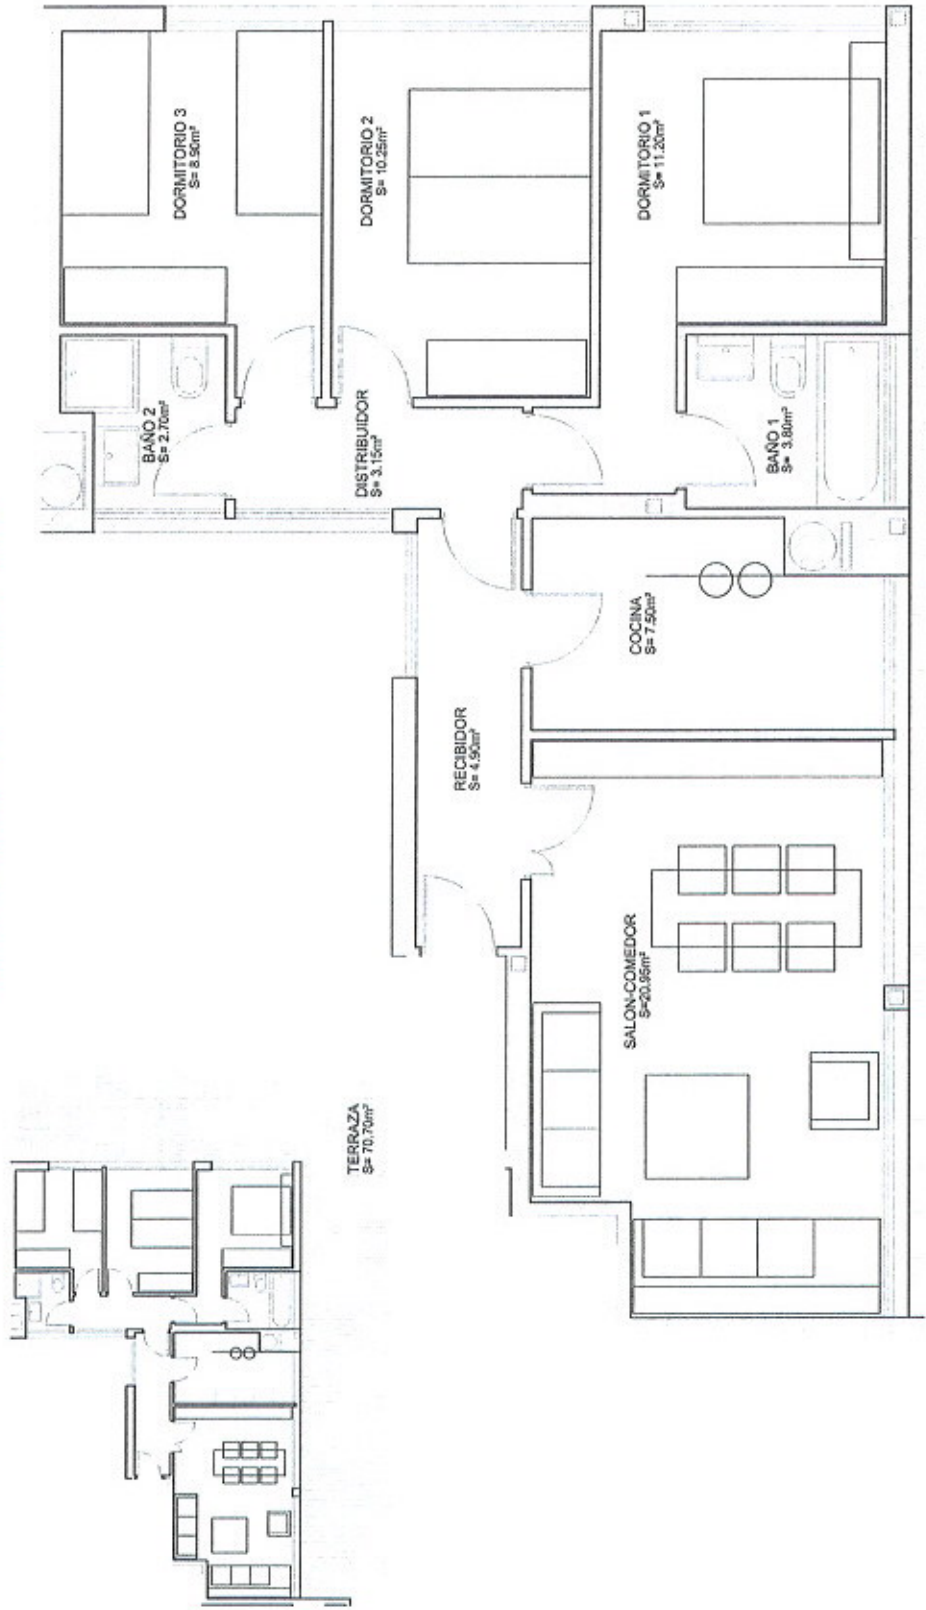 DORMITORIO 3
S= 8.90m²
DORMITORIO 2
S= 10.25m²
DORMITORIO 1
S= 11.20m²
BAÑO 2
S= 2.70m²
DISTRIBUIDOR
S= 3.15m²
BAÑO 1
S= 3.80m²
COCINA
S= 7.50m²
RECIBIDOR
S= 4.90m²
SALON-COMEDOR
S=20.95m²
TERRAZA
S= 70.70m²